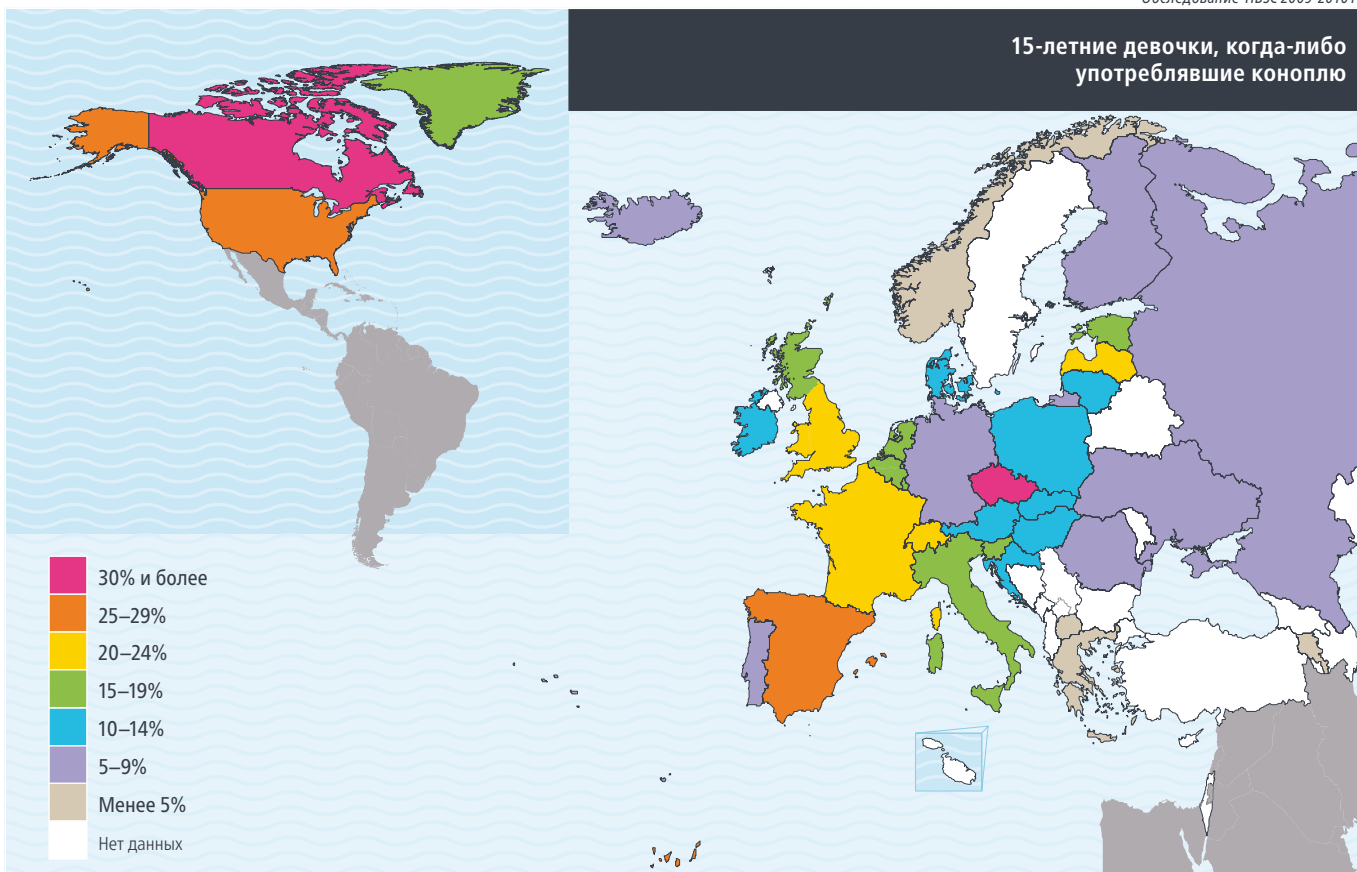 15-летние девочки, когда-либо
употреблявшие коноплю
30% и более
25–29%
20–24%
15–19%
10–14%
5–9%
Менее 5%
Нет данных